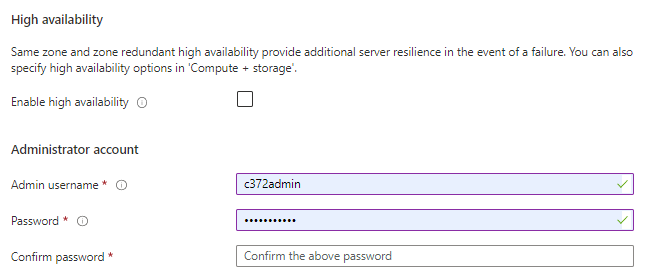 High availability
Same zone and zone redundant high availability provide additional server resilience in the event of a failure. You can also
specify high availability options in 'Compute + storage'.
Enable high availability
Administrator account
Admin username * c372admin
Password * •••••••••••
Confirm password * Confirm the above password